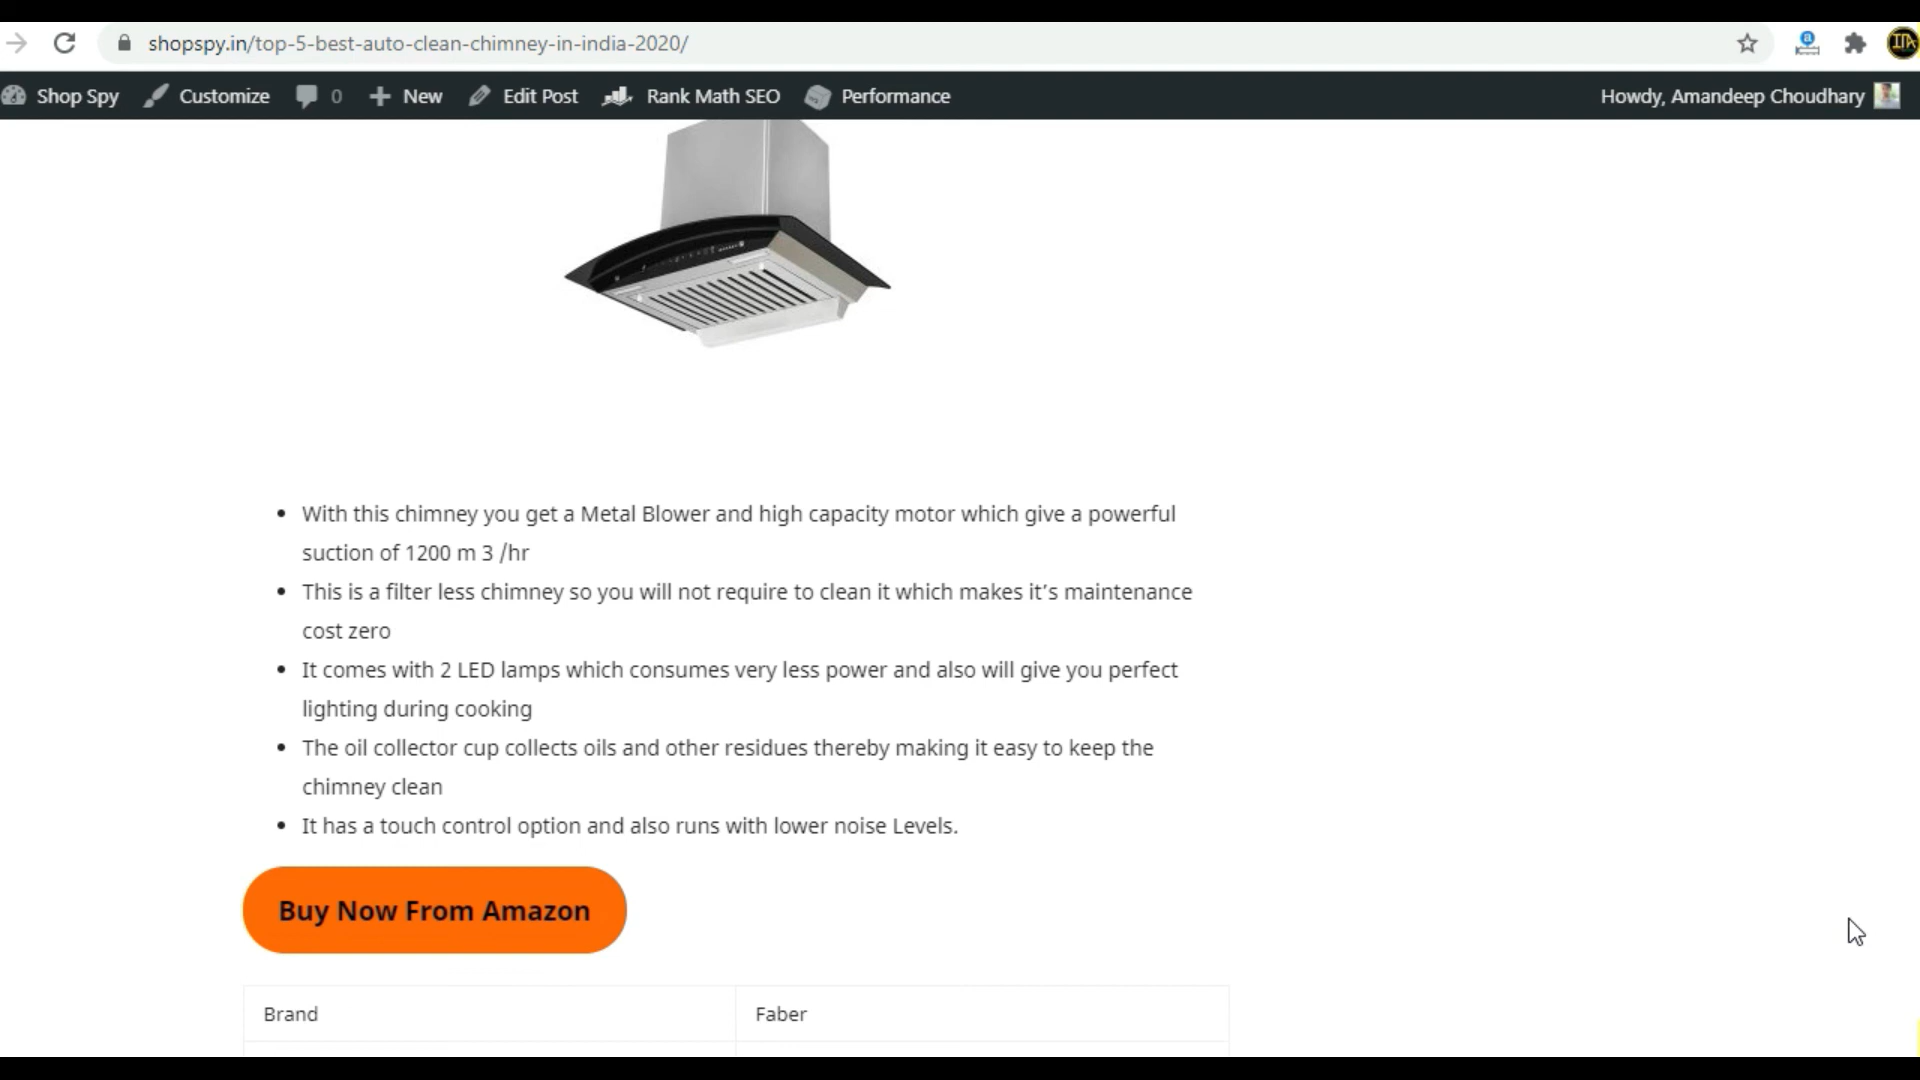 shopspy.in/top-5-best-auto-clean-chimney-in-india-2020/
Shop Spy Customize 0 New Edit Post Rank Math SEO Performance Howdy, Amandeep Choudhary
With this chimney you get a Metal Blower and high capacity motor which give a powerful
suction of 1200 m 3 /hr
This is a filter less chimney so you will not require to clean it which makes it’s maintenance
cost zero
It comes with 2 LED lamps which consumes very less power and also will give you perfect
lighting during cooking
The oil collector cup collects oils and other residues thereby making it easy to keep the
chimney clean
It has a touch control option and also runs with lower noise Levels.
Buy Now From Amazon
Brand Faber